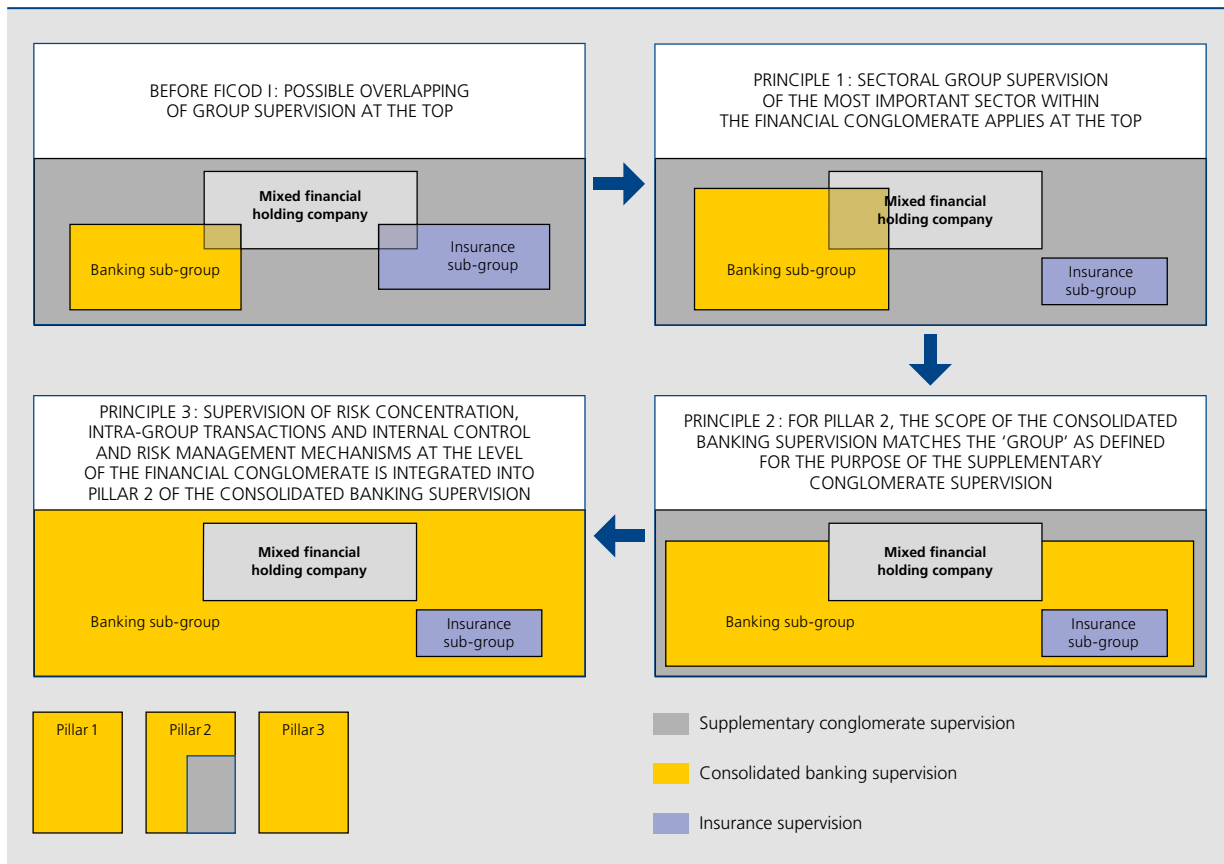 BEFORE FICOD I: POSSIBLE OVERLAPPING
OF GROUP SUPERVISION AT THE TOP
Mixed financial
holding company
Banking sub-group
Insurance
sub-group
PRINCIPLE 1: SECTORAL GROUP SUPERVISION
OF THE MOST IMPORTANT SECTOR WITHIN
THE FINANCIAL CONGLOMERATE APPLIES AT THE TOP
Mixed financial
holding company
Banking sub-group
Insurance
sub-group
PRINCIPLE 2: FOR PILLAR 2, THE SCOPE OF THE CONSOLIDATED
BANKING SUPERVISION MATCHES THE ‘GROUP’ AS DEFINED
FOR THE PURPOSE OF THE SUPPLEMENTARY
CONGLOMERATE SUPERVISION
Mixed financial
holding company
Banking sub-group
Insurance
sub-group
PRINCIPLE 3: SUPERVISION OF RISK CONCENTRATION,
INTRA-GROUP TRANSACTIONS AND INTERNAL CONTROL
AND RISK MANAGEMENT MECHANISMS AT THE LEVEL
OF THE FINANCIAL CONGLOMERATE IS INTEGRATED INTO
PILLAR 2 OF THE CONSOLIDATED BANKING SUPERVISION
Mixed financial
holding company
Banking sub-group
Insurance
sub-group
Pillar 1
Pillar 2
Pillar 3
Supplementary conglomerate supervision
Consolidated banking supervision
Insurance supervision